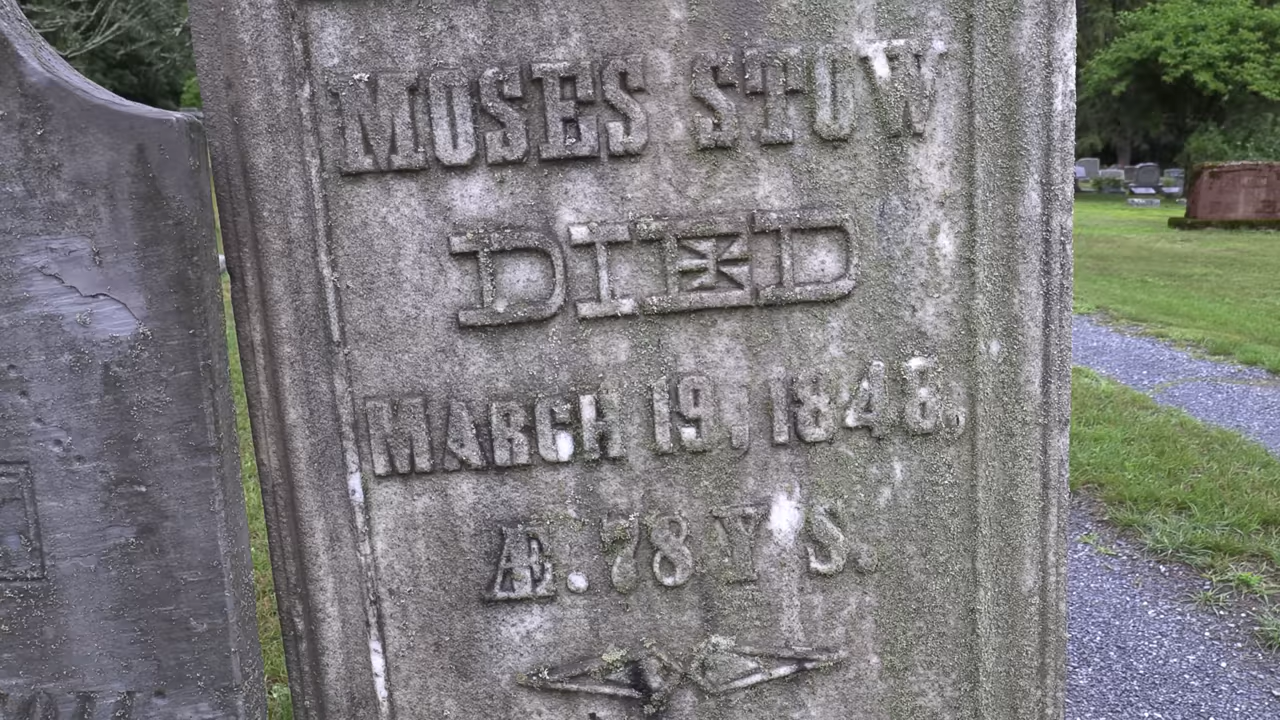 MOSES STOW
DIED
MARCH 19, 1848.
Æ. 78 Y'S.